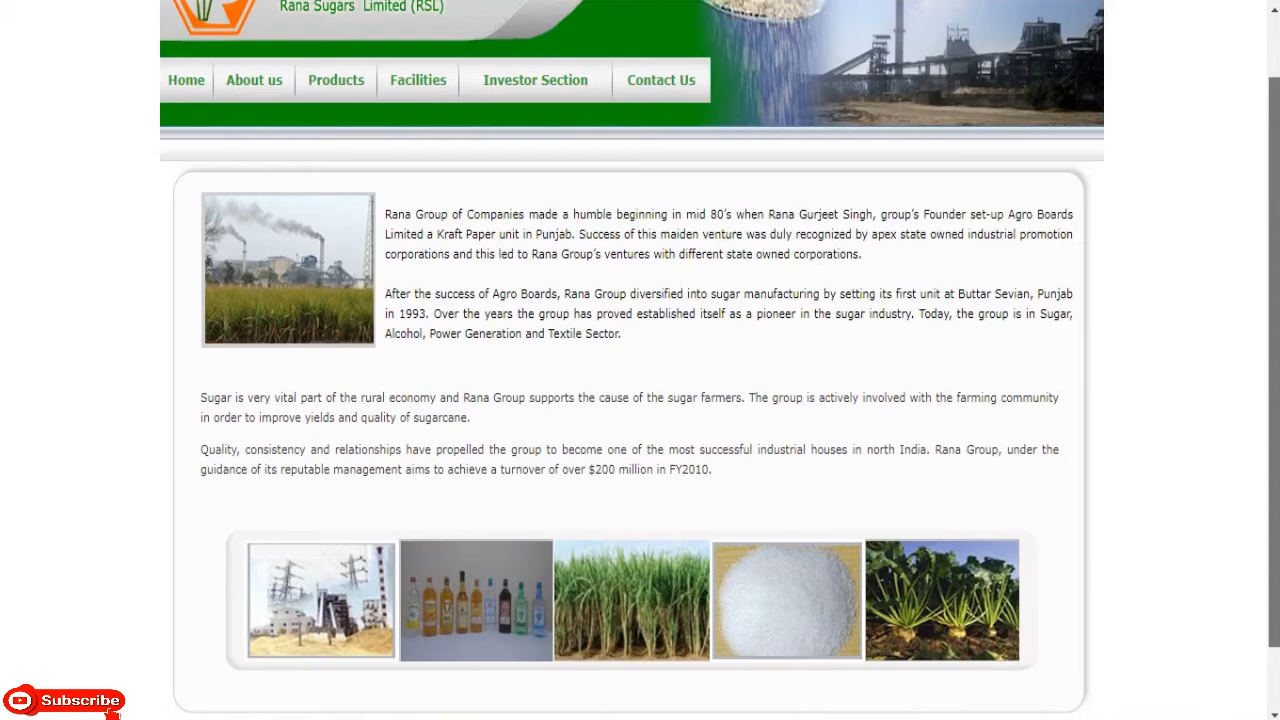 Rana Sugars Limited (RSL)
Home About us Products Facilities Investor Section Contact Us
Rana Group of Companies made a humble beginning in mid 80's when Rana Gurjeet Singh, group's Founder set-up Agro Boards
Limited a Kraft Paper unit in Punjab. Success of this maiden venture was duly recognized by apex state owned industrial promotion
corporations and this led to Rana Group's ventures with different state owned corporations.
After the success of Agro Boards, Rana Group diversified into sugar manufacturing by setting its first unit at Buttar Sevian, Punjab
in 1993. Over the years the group has proved established itself as a pioneer in the sugar industry. Today, the group is in Sugar,
Alcohol, Power Generation and Textile Sector.
Sugar is very vital part of the rural economy and Rana Group supports the cause of the sugar farmers. The group is actively involved with the farming community
in order to improve yields and quality of sugarcane.
Quality, consistency and relationships have propelled the group to become one of the most successful industrial houses in north India. Rana Group, under the
guidance of its reputable management aims to achieve a turnover of over $200 million in FY2010.
Subscribe